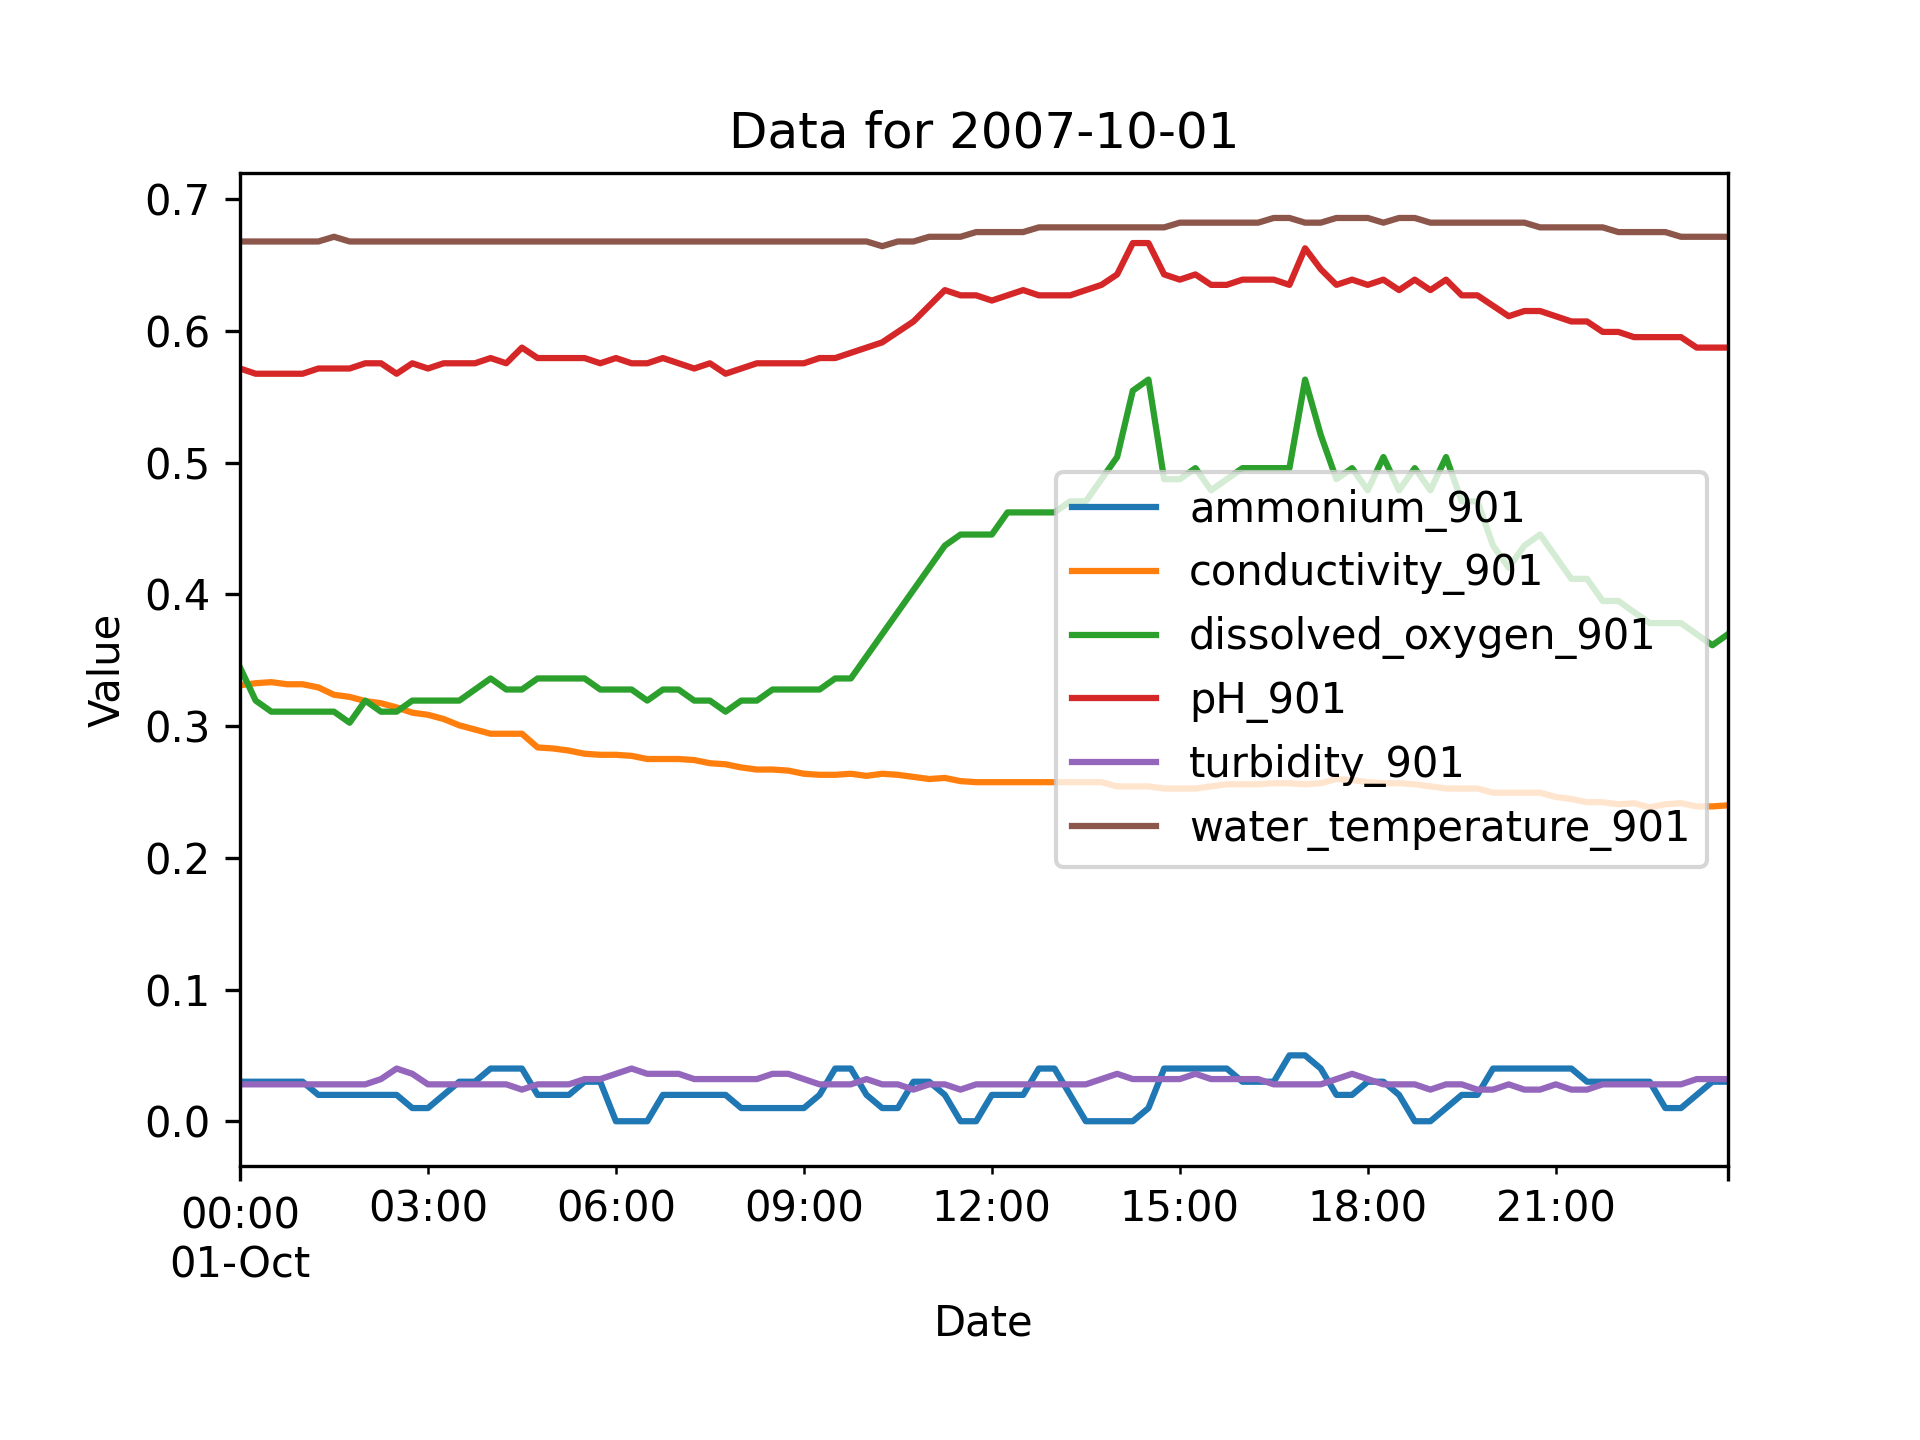 Data for 2007-10-01
Value
0.7
0.6
0.5
0.4
0.3
0.2
0.1
0.0
ammonium_901
conductivity_901
dissolved_oxygen_901
pH_901
turbidity_901
water_temperature_901
00:00 03:00 06:00 09:00 12:00 15:00 18:00 21:00
01-Oct
Date